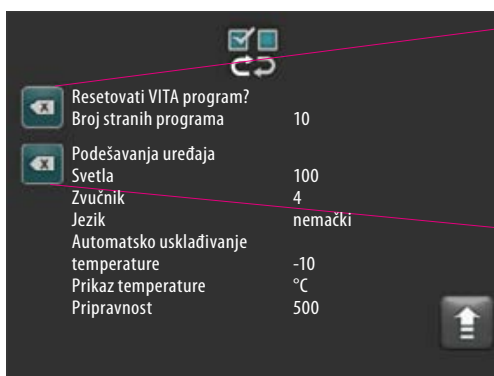 Resetovati VITA program?
Broj stranih programa 10
Podešavanja uređaja
Svetla 100
Zvučnik 4
Jezik nemački
Automatsko usklađivanje
temperature -10
Prikaz temperature °C
Pripravnost 500